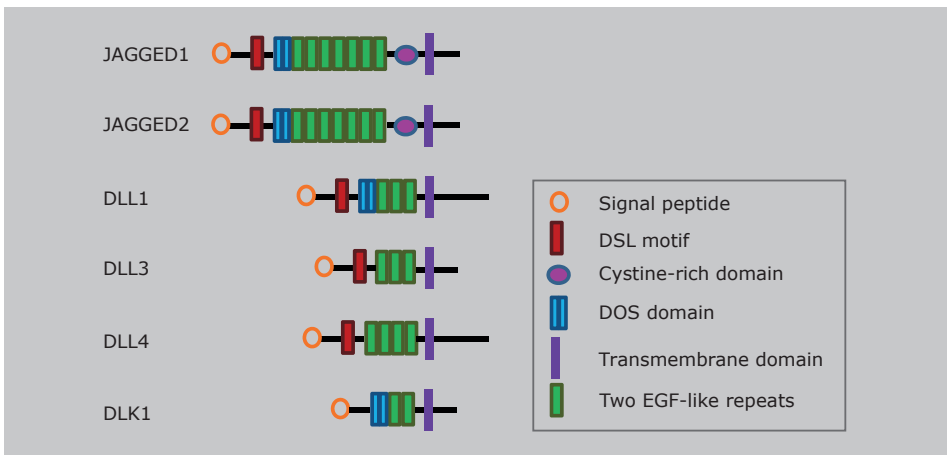 JAGGED1
JAGGED2
DLL1
DLL3
DLL4
DLK1
Signal peptide
DSL motif
Cystine-rich domain
DOS domain
Transmembrane domain
Two EGF-like repeats